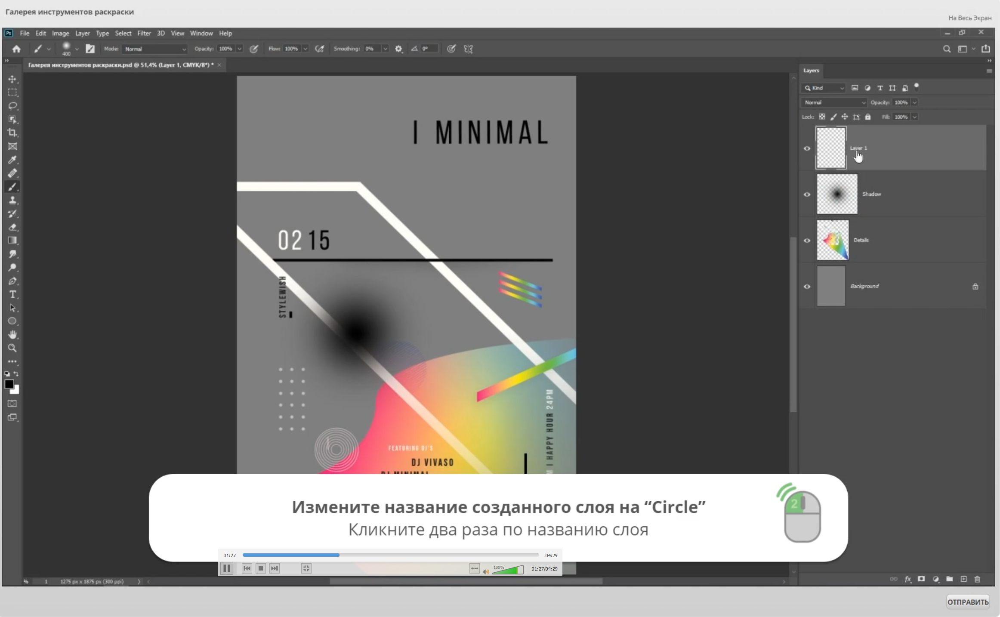 Галерея инструментов раскраски
На Весь Экран
Ps File Edit Image Layer Type Select Filter 3D View Window Help
400 Mode: Normal Opacity: 100% Flow: 100% Smoothing: 0% 0°
Галерея инструментов раскраски.psd @ 51,4% (Layer 1, CMYK/8*) * ×
Layers
Kind
Normal Opacity: 100%
Lock: Fill: 100%
Layer 1
Shadow
Details
Background
I MINIMAL
02 15
STYLEWISH
I HAPPY HOUR 24PM
FEATURING DJ'S
DJ VIVASO
DJ MINIMAL
Измените название созданного слоя на “Circle”
Кликните два раза по названию слоя
2
01:27 04:29
100% 01:27/04:29
% 1 1275 px x 1875 px (300 ppi)
fx
ОТПРАВИТЬ